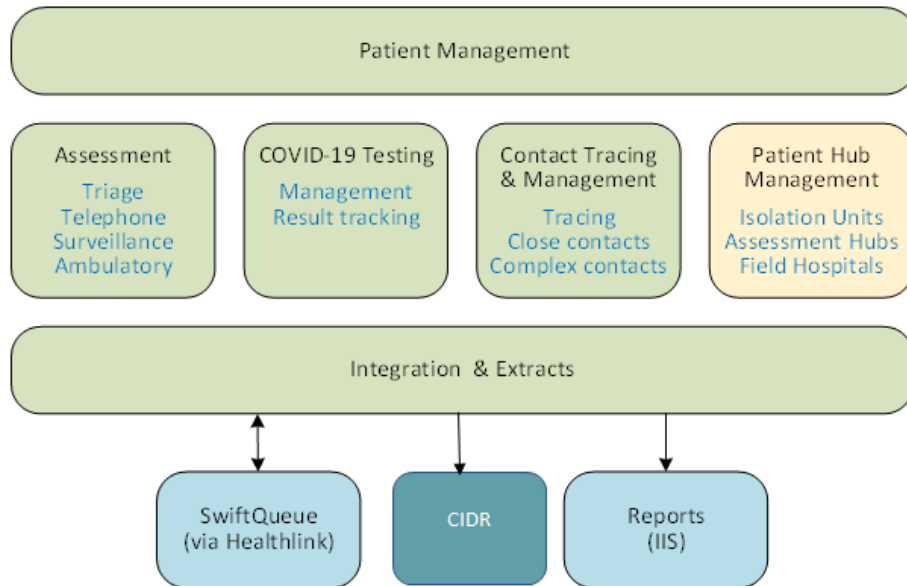 Patient Management
Assessment
Triage
Telephone
Surveillance
Ambulatory
COVID-19 Testing
Management
Result tracking
Contact Tracing
& Management
Tracing
Close contacts
Complex contacts
Patient Hub
Management
Isolation Units
Assessment Hubs
Field Hospitals
Integration & Extracts
SwiftQueue
(via Healthlink)
CIDR
Reports
(IIS)